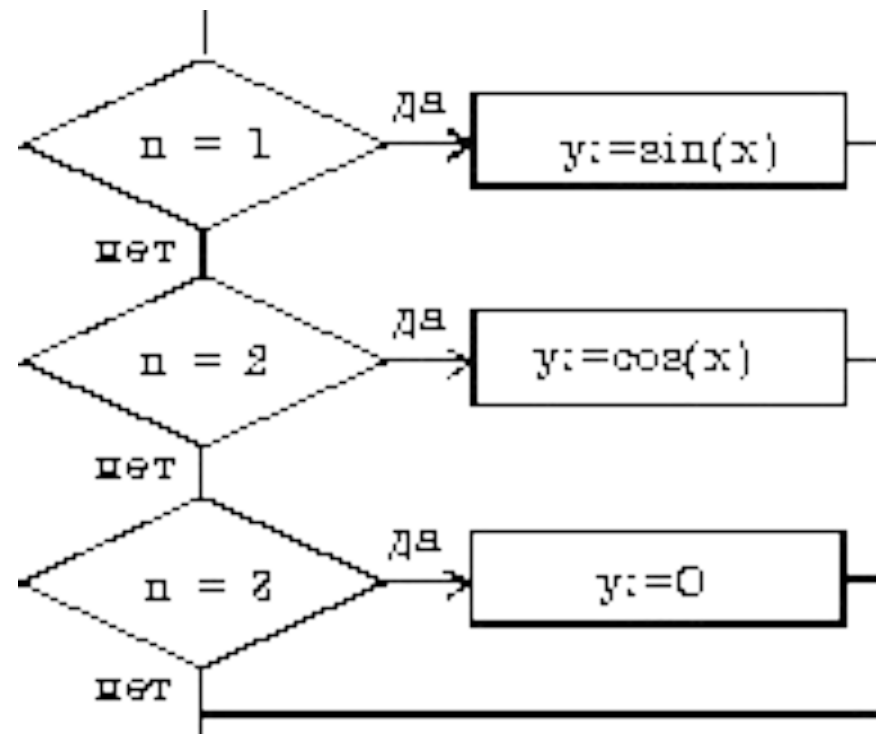 да
n = 1
y:=sin(x)
нет
да
n = 2
y:=cos(x)
нет
да
n = 3
y:=0
нет